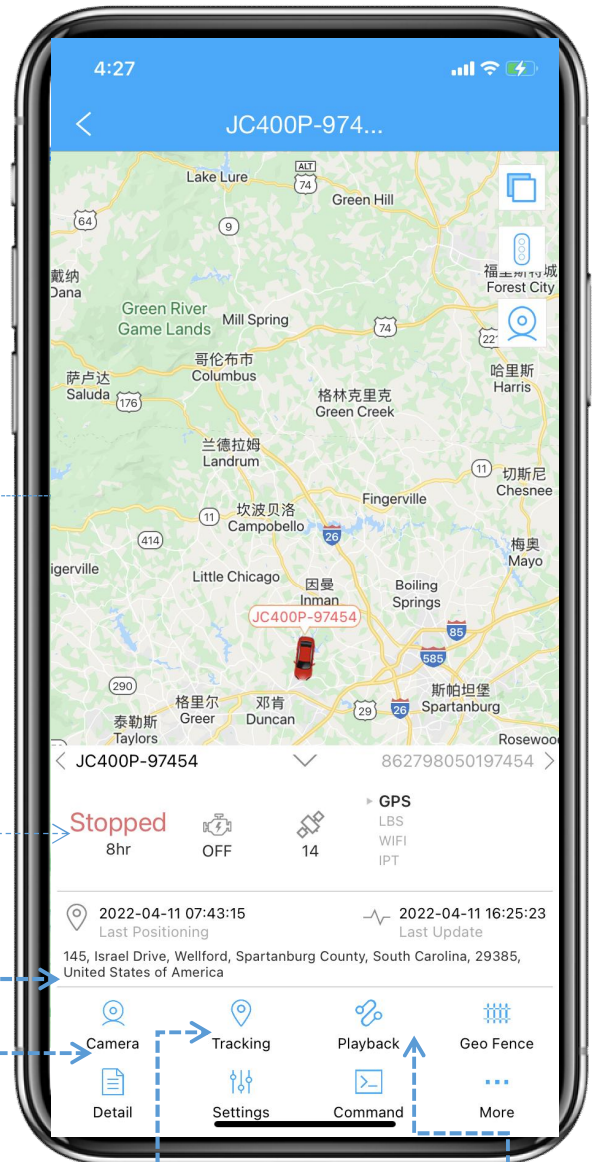 4:27
JC400P-974...
ALT
74
Lake Lure
Green Hill
64
9
戴纳
Dana
Forest City
Green River
Game Lands
Mill Spring
74
哥伦布市
Columbus
哈里斯
Harris
萨卢达
Saluda
176
格林克里克
Green Creek
兰德拉姆
Landrum
11
切斯尼
Chesnee
Fingerville
11
坎波贝洛
Campobello
26
414
梅奥
Mayo
igerville
Little Chicago
因曼
Inman
Boiling
Springs
JC400P-97454
85
585
290
斯帕坦堡
Spartanburg
格里尔
Greer
邓肯
Duncan
29
26
泰勒斯
Taylors
Rosewoo
JC400P-97454
862798050197454
Stopped
8hr
OFF
14
GPS
LBS
WIFI
IPT
2022-04-11 07:43:15
Last Positioning
2022-04-11 16:25:23
Last Update
145, Israel Drive, Wellford, Spartanburg County, South Carolina, 29385,
United States of America
Camera
Tracking
Playback
Geo Fence
Detail
Settings
Command
More